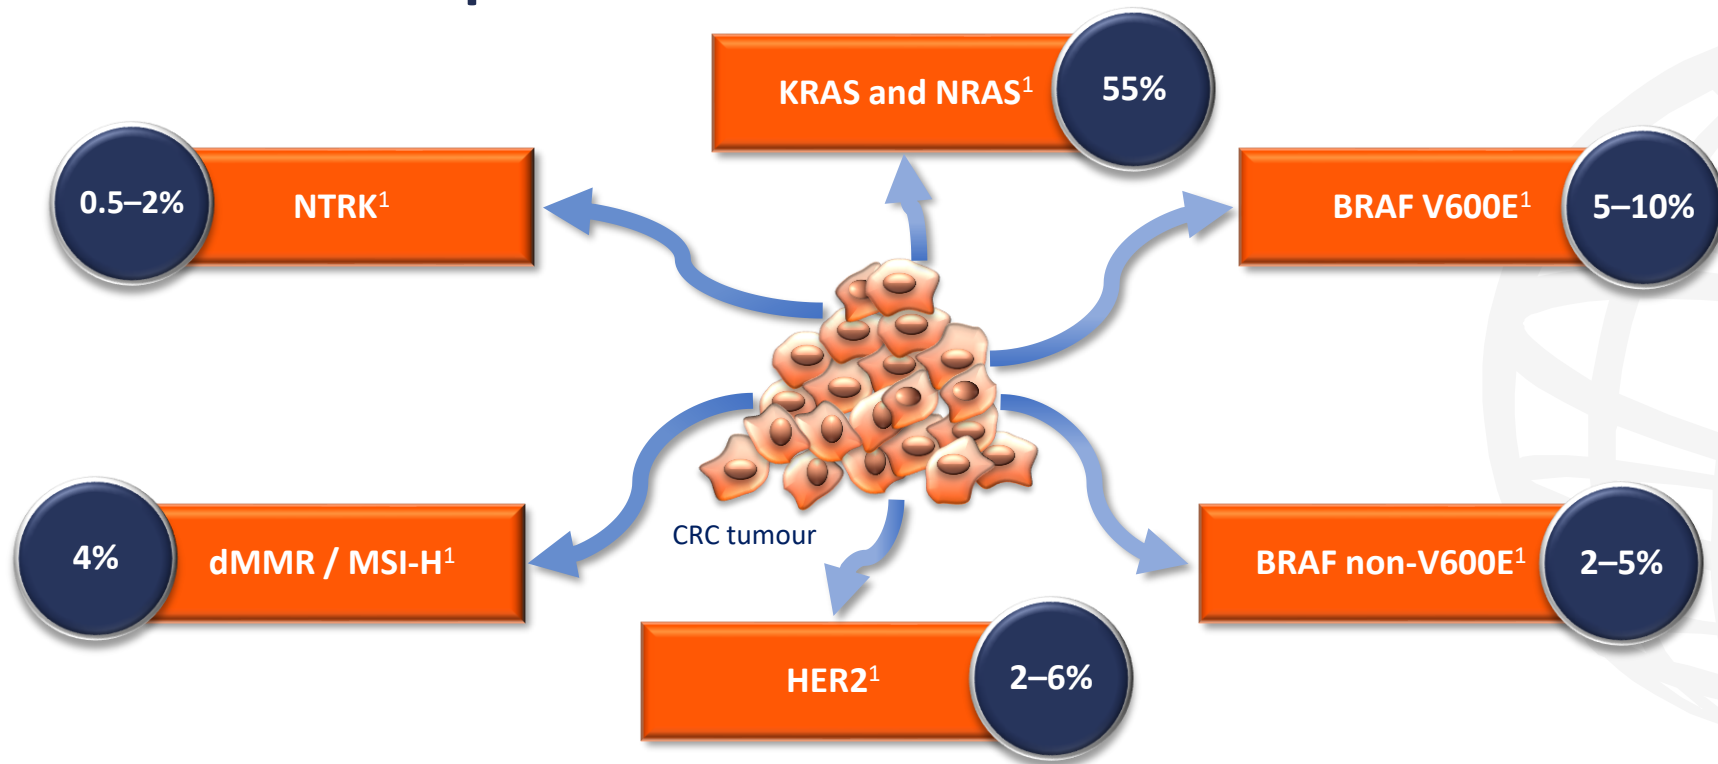 KRAS and NRAS¹
55%
0.5–2%
NTRK¹
BRAF V600E¹
5–10%
CRC tumour
4%
dMMR / MSI-H¹
BRAF non-V600E¹
2–5%
HER2¹
2–6%